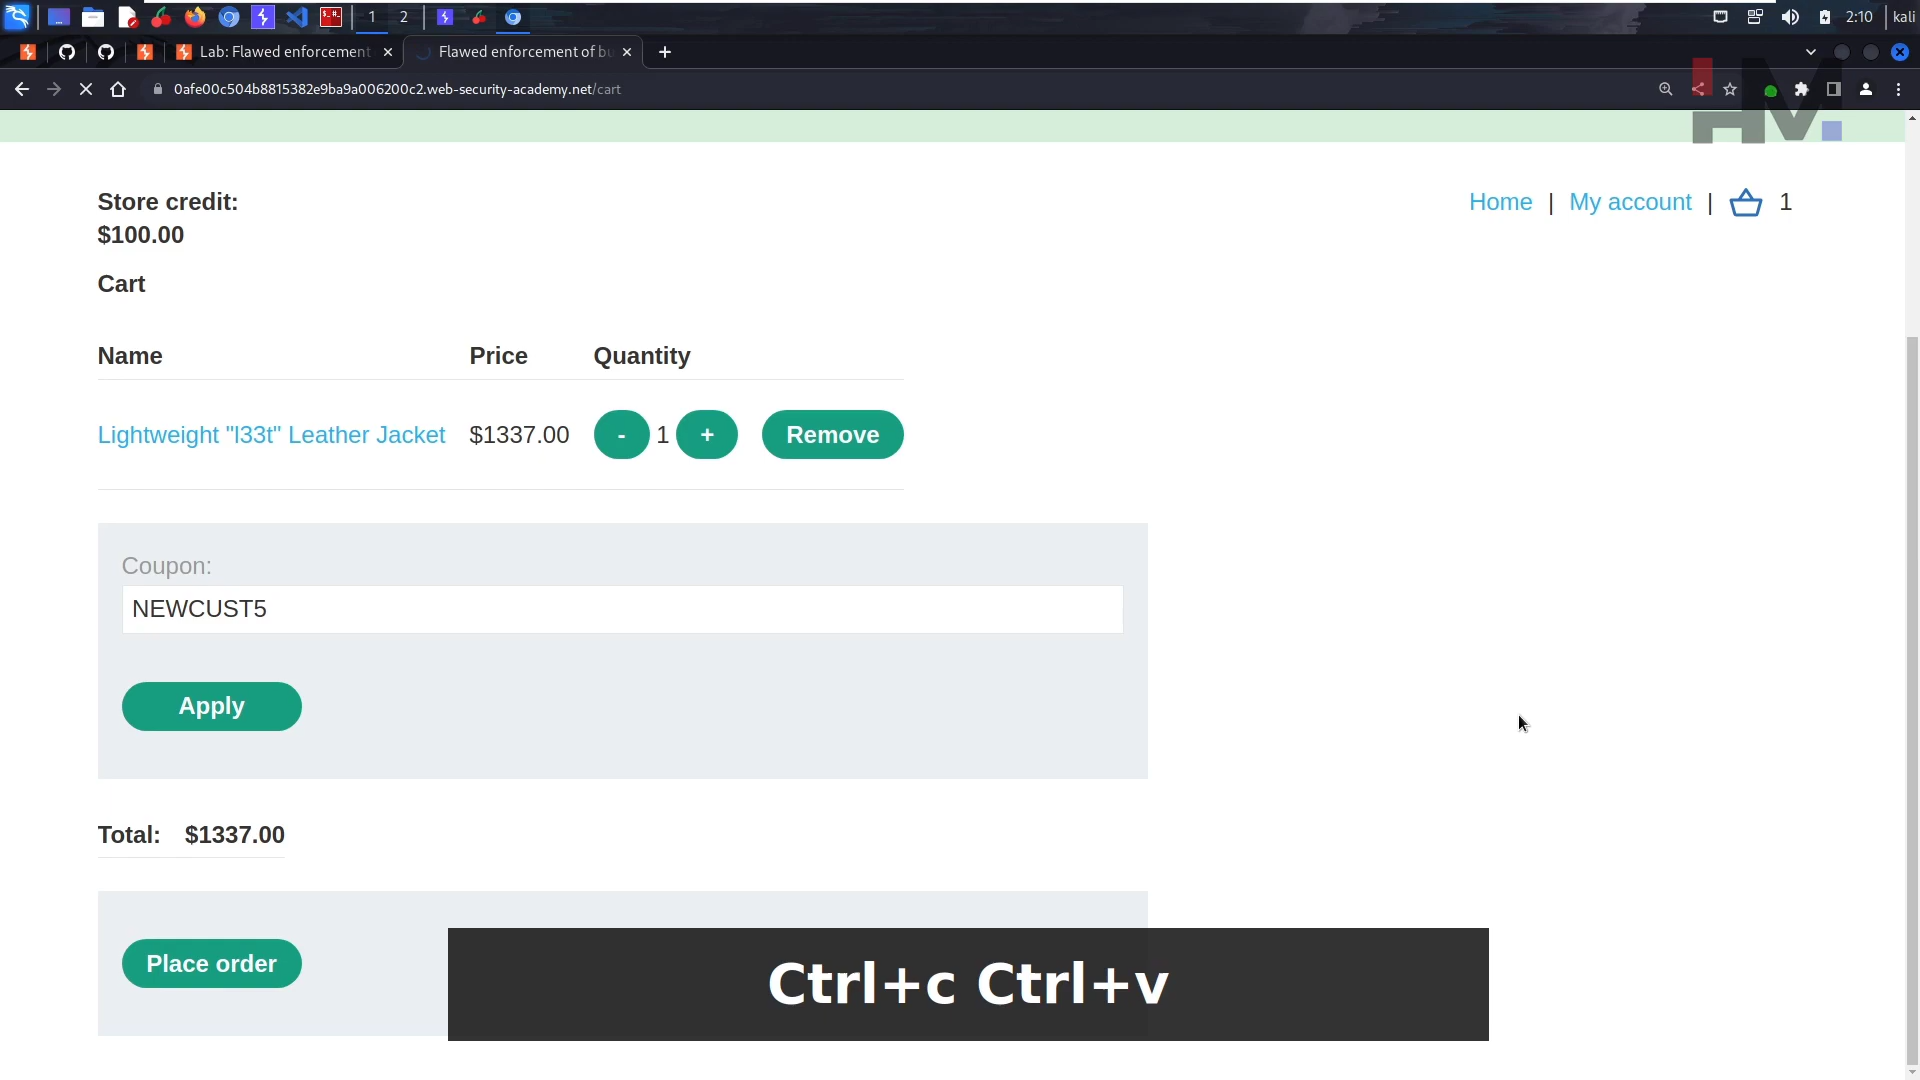 1 2 2:10 kali
Lab: Flawed enforcement Flawed enforcement of bu
0afe00c504b8815382e9ba9a006200c2.web-security-academy.net/cart
Store credit:
$100.00
Home | My account | 1
Cart
Name Price Quantity
Lightweight "l33t" Leather Jacket $1337.00 - 1 + Remove
Coupon:
NEWCUST5
Apply
Total: $1337.00
Place order
Ctrl+c Ctrl+v